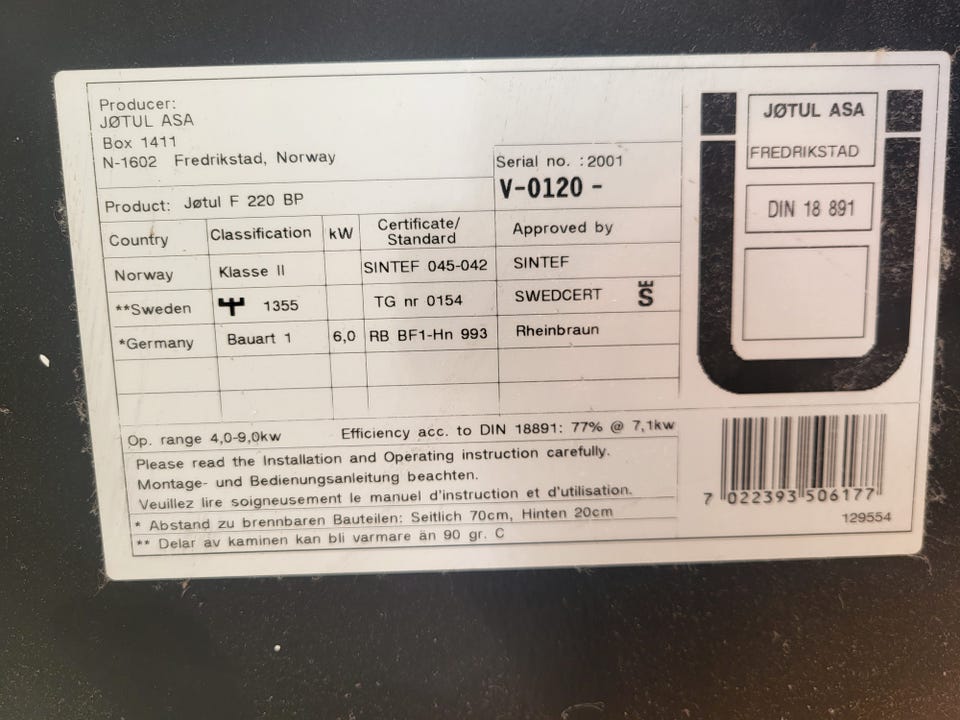 Producer:
JØTUL ASA
Box 1411
N-1602 Fredrikstad, Norway
Serial no. :2001
V-0120 -
Product: Jøtul F 220 BP
Country Classification kW Certificate/ Standard Approved by
Norway Klasse II SINTEF 045-042 SINTEF
**Sweden 1355 TG nr 0154 SWEDCERT S
*Germany Bauart 1 6,0 RB BF1-Hn 993 Rheinbraun
Op. range 4,0-9,0kw Efficiency acc. to DIN 18891: 77% @ 7,1kw
Please read the Installation and Operating instruction carefully.
Montage- und Bedienungsanleitung beachten.
Veuillez lire soigneusement le manuel d'instruction et d'utilisation.
* Abstand zu brennbaren Bauteilen: Seitlich 70cm, Hinten 20cm
** Delar av kaminen kan bli varmare än 90 gr. C
JØTUL ASA
FREDRIKSTAD
DIN 18 891
7 022393 506177
129554